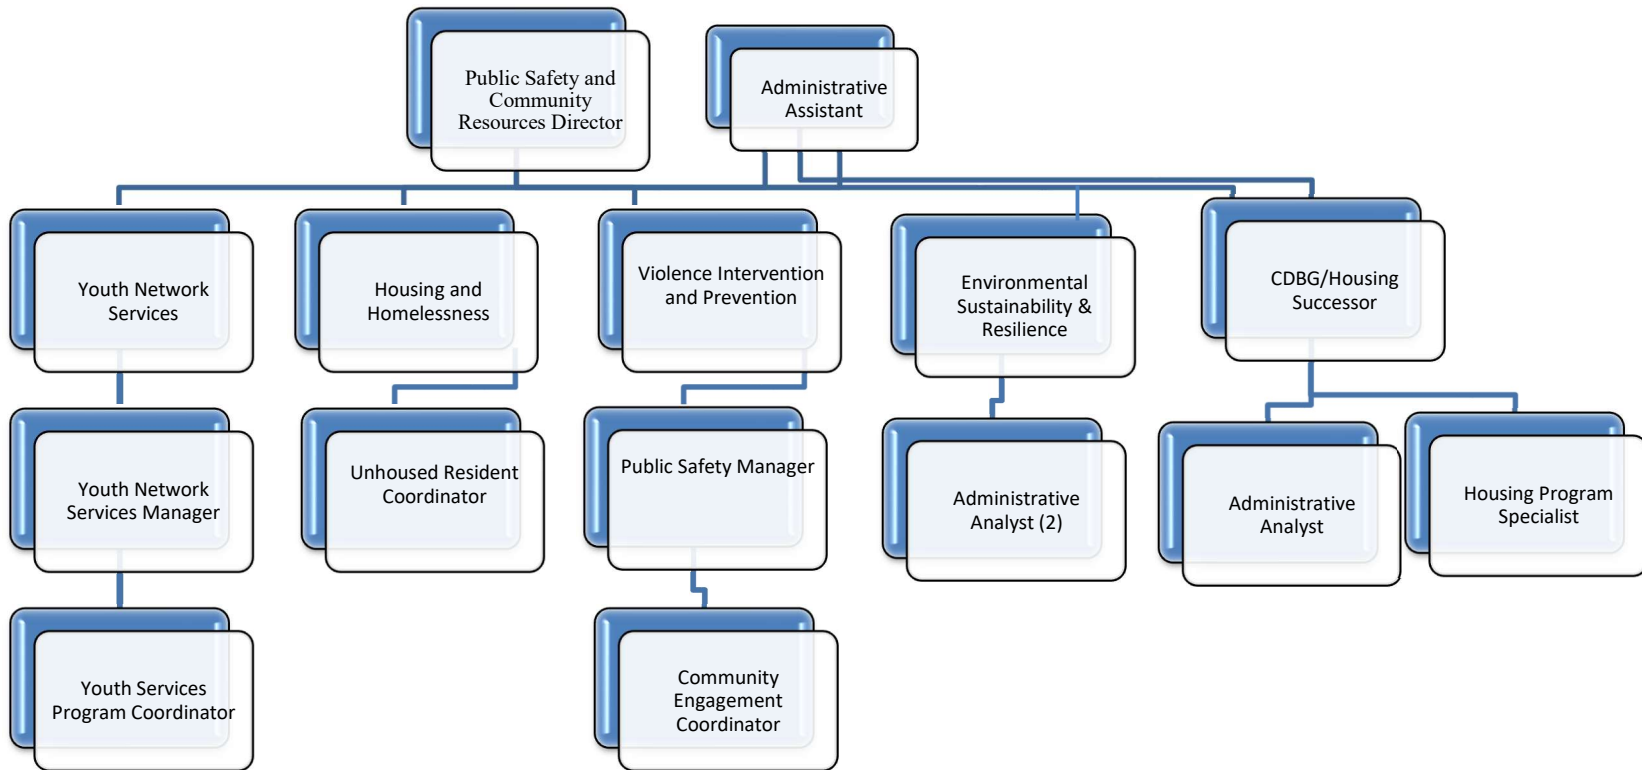 Public Safety and
Community
Resources Director
Administrative
Assistant
Youth Network
Services
Housing and
Homelessness
Violence Intervention
and Prevention
Environmental
Sustainability &
Resilience
CDBG/Housing
Successor
Youth Network
Services Manager
Unhoused Resident
Coordinator
Public Safety Manager
Administrative
Analyst (2)
Administrative
Analyst
Housing Program
Specialist
Youth Services
Program Coordinator
Community
Engagement
Coordinator